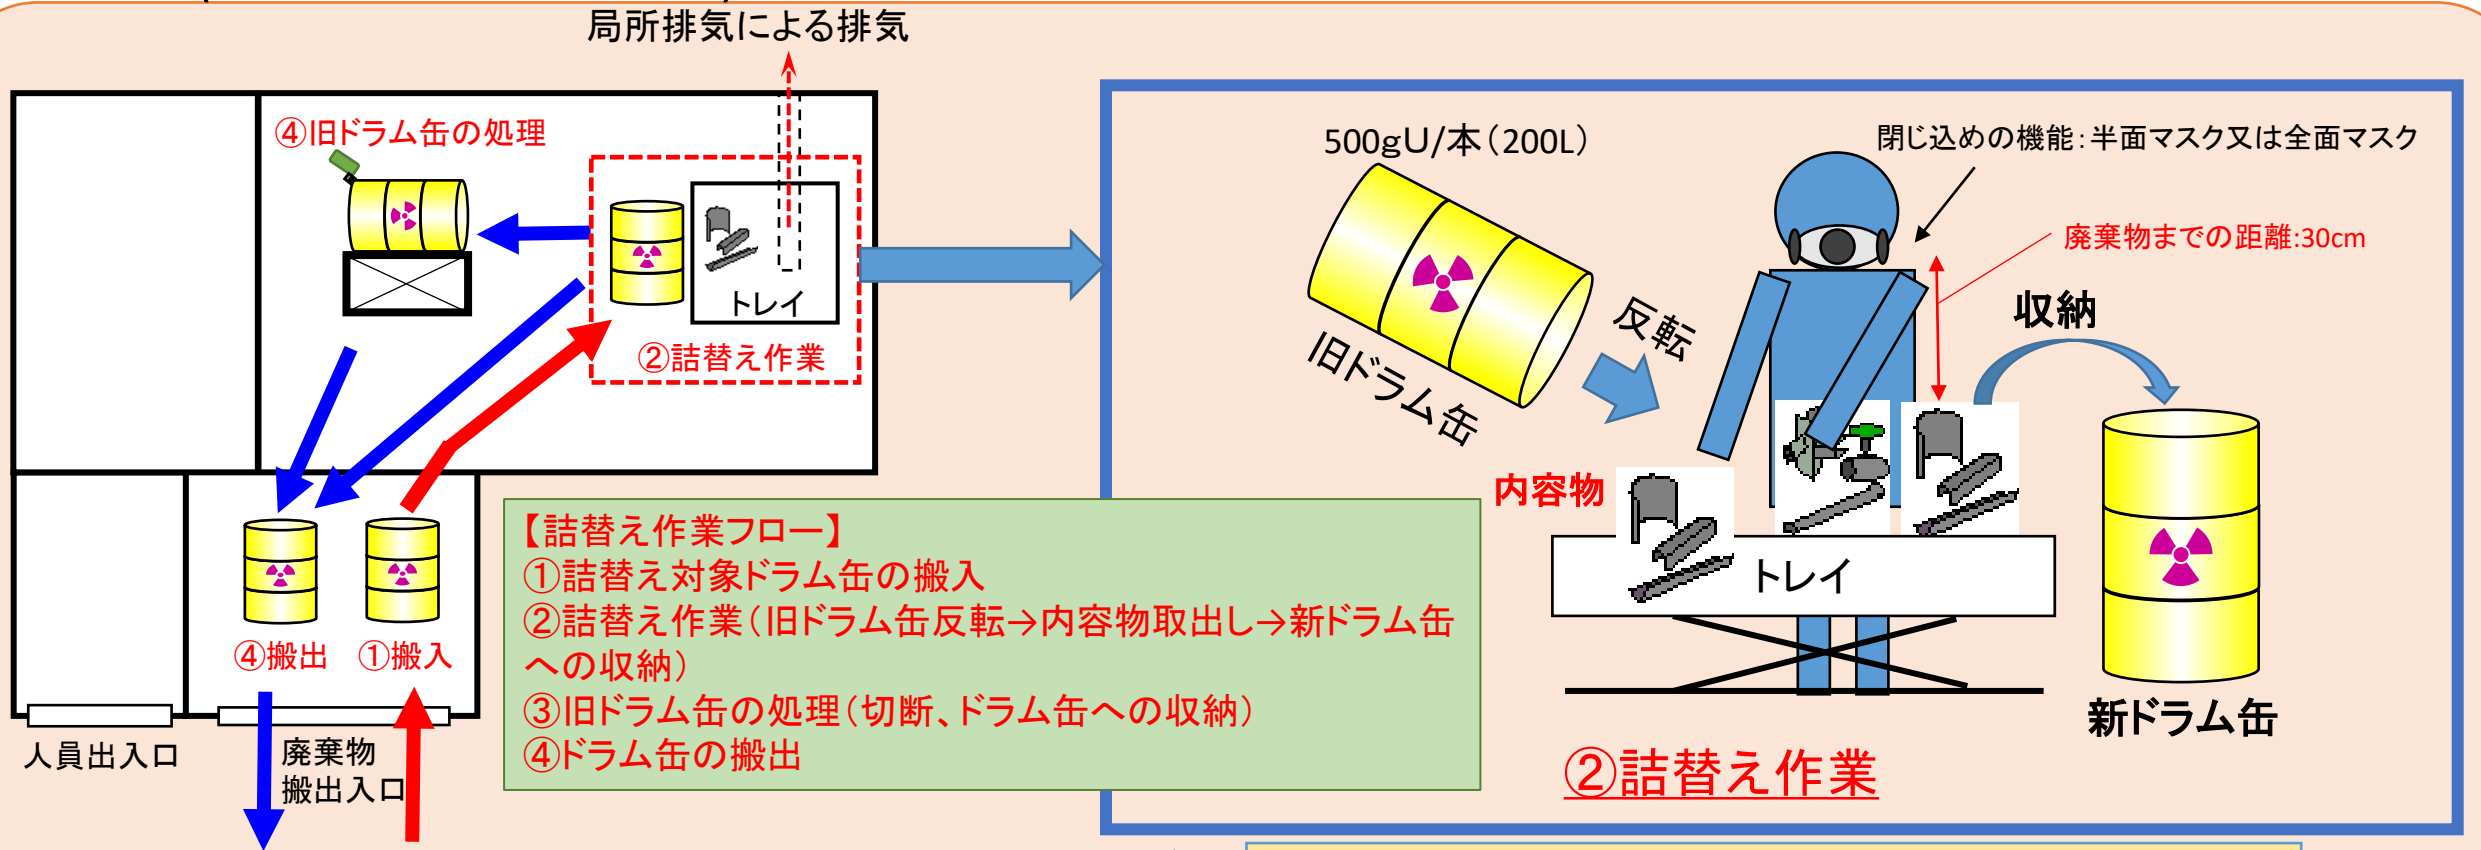 局所排気による排気
④旧ドラム缶の処理
トレイ
②詰替え作業
④搬出
①搬入
人員出入口
廃棄物
搬出入口
【詰替え作業フロー】
①詰替え対象ドラム缶の搬入
②詰替え作業（旧ドラム缶反転→内容物取出し→新ドラム缶
への収納）
③旧ドラム缶の処理（切断、ドラム缶への収納）
④ドラム缶の搬出
500gU/本（200L）
旧ドラム缶
反転
閉じ込めの機能：半面マスク又は全面マスク
廃棄物までの距離:30cm
収納
内容物
トレイ
新ドラム缶
②詰替え作業